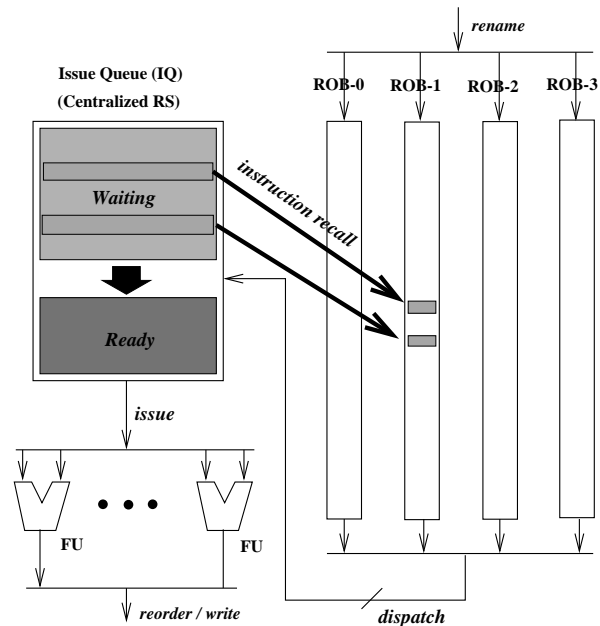 rename
Issue Queue (IQ)
(Centralized RS)
ROB-0 ROB-1 ROB-2 ROB-3
instruction recall
Waiting
Ready
issue
FU FU
reorder / write
dispatch